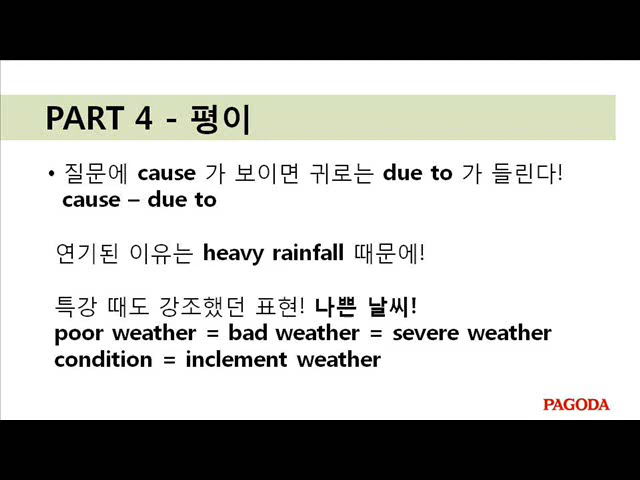 PART 4 - 평이
• 질문에 cause 가 보이면 귀로는 due to 가 들린다!
cause – due to
연기된 이유는 heavy rainfall 때문에!
특강 때도 강조했던 표현! 나쁜 날씨!
poor weather = bad weather = severe weather
condition = inclement weather
PAGODA